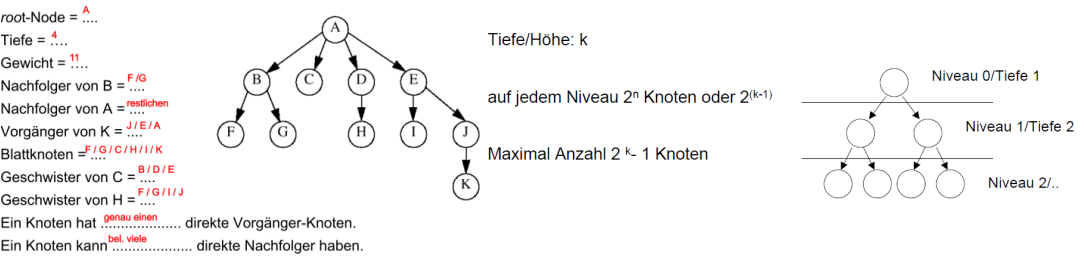 root-Node = A....
Tiefe = 4....
Gewicht = 11....
Nachfolger von B = F /G....
Nachfolger von A = restlichen....
Vorgänger von K = J / E / A....
Blattknoten = F / G / C / H / I / K....
Geschwister von C = B / D / E....
Geschwister von H = F / G / I / J....
Ein Knoten hat genau einen.................... direkte Vorgänger-Knoten.
Ein Knoten kann bel. viele.................... direkte Nachfolger haben.
A
B C D E
F G H I J
K
Tiefe/Höhe: k
auf jedem Niveau 2ⁿ Knoten oder 2⁽ᵏ⁻¹⁾
Maximal Anzahl 2 ᵏ- 1 Knoten
Niveau 0/Tiefe 1
Niveau 1/Tiefe 2
Niveau 2/..